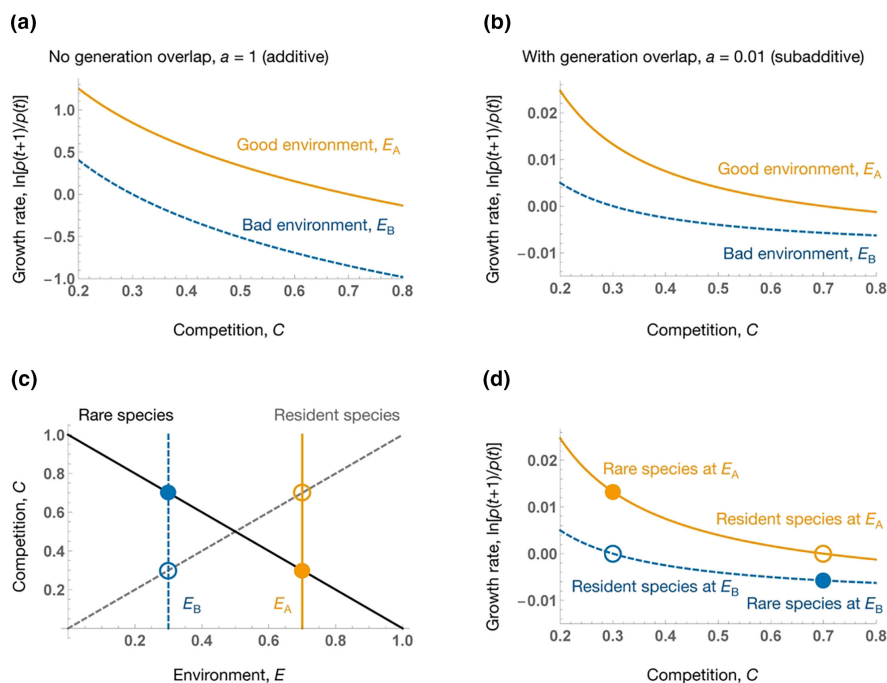 (a)
No generation overlap, a = 1 (additive)
Growth rate, ln[p(t+1)/p(t)]
1.0
0.5
0.0
−0.5
−1.0
Good environment, E_A
Bad environment, E_B
0.2 0.3 0.4 0.5 0.6 0.7 0.8
Competition, C
(b)
With generation overlap, a = 0.01 (subadditive)
Growth rate, ln[p(t+1)/p(t)]
0.02
0.01
0.00
−0.01
Good environment, E_A
Bad environment, E_B
0.2 0.3 0.4 0.5 0.6 0.7 0.8
Competition, C
(c)
Rare species
Resident species
Competition, C
1.0
0.8
0.6
0.4
0.2
E_B
E_A
0.2 0.4 0.6 0.8 1.0
Environment, E
(d)
Growth rate, ln[p(t+1)/p(t)]
0.02
0.01
0.00
−0.01
Rare species at E_A
Resident species at E_A
Resident species at E_B
Rare species at E_B
0.2 0.3 0.4 0.5 0.6 0.7 0.8
Competition, C